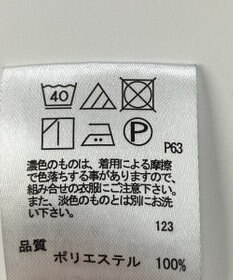 40
P
P63
濃色のものは、着用による摩擦
で色落ちする事がありますので、
組み合せの衣服にご注意下さい。
また、淡色のものとは別にお洗
い下さい。
123
品質
ポリエステル 100%